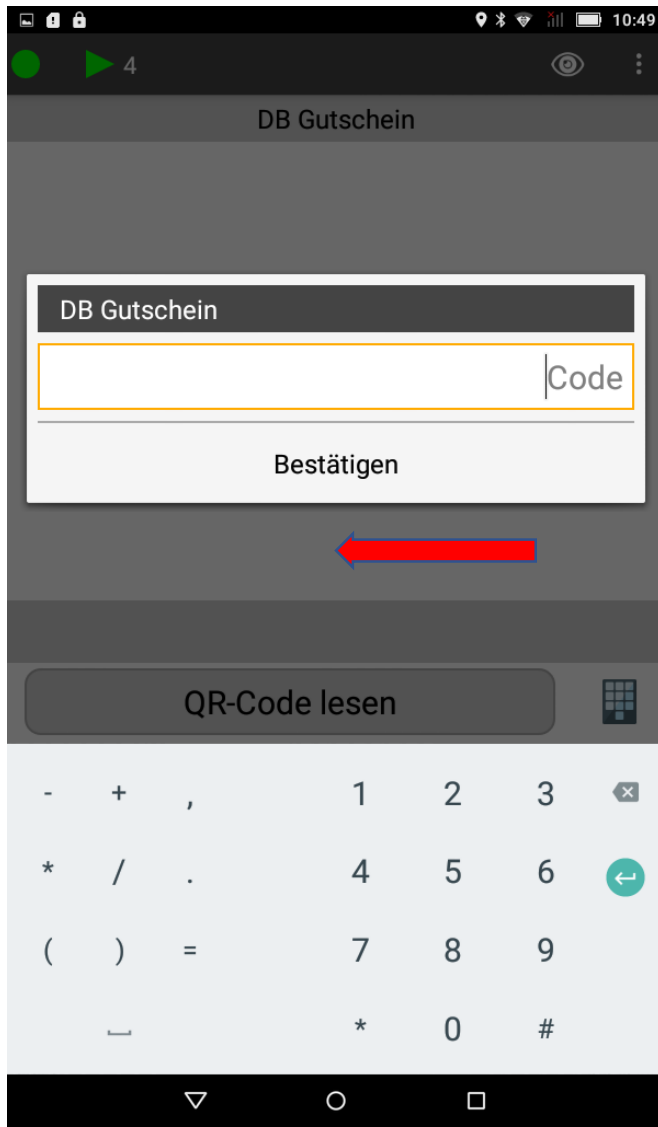 10:49
4
DB Gutschein
DB Gutschein
Code
Bestätigen
QR-Code lesen
- + , 1 2 3
* / . 4 5 6
( ) = 7 8 9
* 0 #